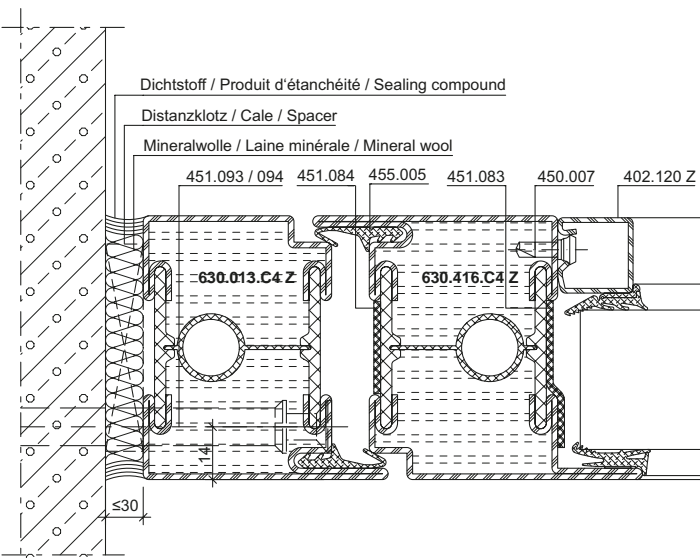 Dichtstoff / Produit d'étanchéité / Sealing compound
Distanzklotz / Cale / Spacer
Mineralwolle / Laine minérale / Mineral wool
451.093 / 094 451.084 455.005 451.083 450.007 402.120 Z
630.013.C4 Z 630.416.C4 Z
14
≤30